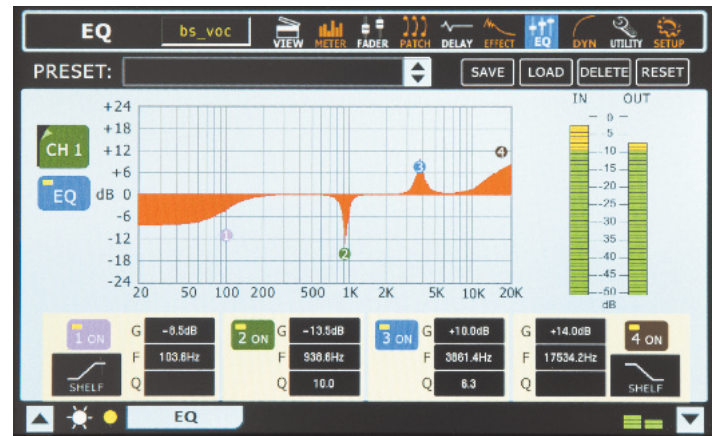 EQ bs_voc VIEW METER FADER PATCH DELAY EFFECT EQ DYN UTILITY SETUP
PRESET: SAVE LOAD DELETE RESET
IN OUT
+24
+18
+12
+6
dB 0
-6
-12
-18
-24
CH 1
EQ
1
2
3
4
20 50 100 200 500 1K 2K 5K 10K 20K
0
-5
-10
-15
-20
-25
-30
-35
-40
-45
-50
dB
1 ON G -8.5dB
F 103.6Hz
SHELF Q
2 ON G -13.5dB
F 938.6Hz
Q 10.0
3 ON G +10.0dB
F 3861.4Hz
Q 6.3
G +14.0dB 4 ON
F 17534.2Hz
Q SHELF
EQ